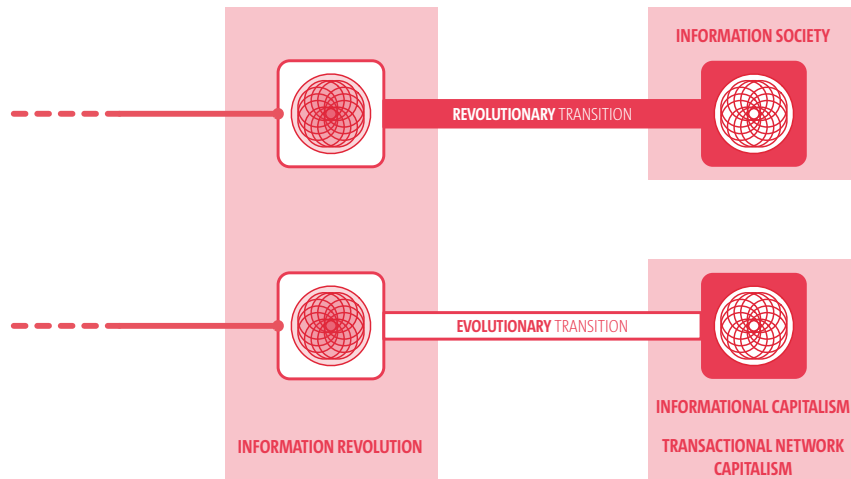 INFORMATION SOCIETY
REVOLUTIONARY TRANSITION
EVOLUTIONARY TRANSITION
INFORMATIONAL CAPITALISM
INFORMATION REVOLUTION
TRANSACTIONAL NETWORK
CAPITALISM